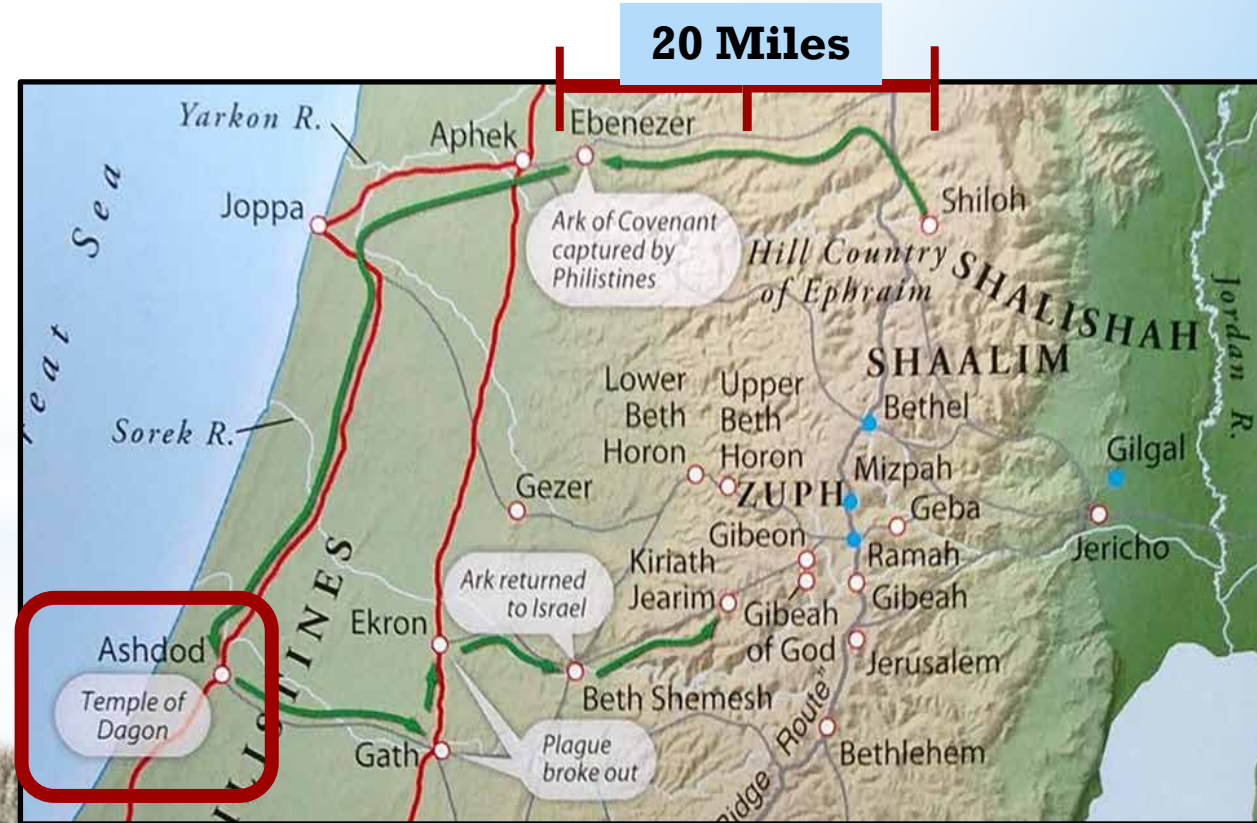 20 Miles
Yarkon R.
Aphek
Ebenezer
Joppa
Shiloh
Ark of Covenant
captured by
Philistines
Hill Country
of Ephraim
SHALISHAH
SHAALIM
Jordan R.
reat Sea
Lower
Beth
Horon
Upper
Beth
Horon
Bethel
Sorek R.
Mizpah
Gilgal
Gezer
ZUPH
Geba
Gibeon
Ramah
Jericho
Kiriath
Jearim
Gibeah
Ark returned
to Israel
Gibeah
of God
Ekron
Jerusalem
Ashdod
Temple of
Dagon
ILISTINES
Beth Shemesh
Gath
Plague
broke out
Ridge Route"
Bethlehem